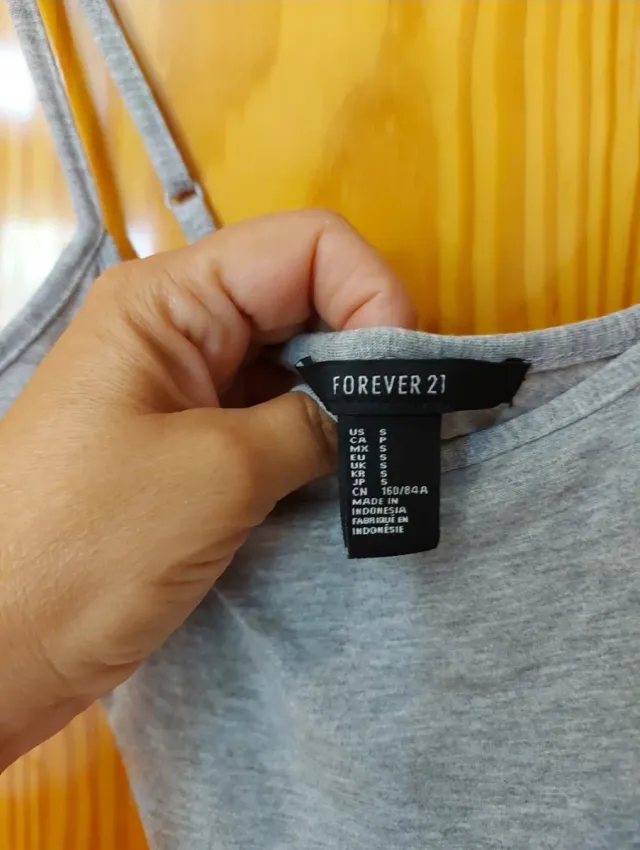 FOREVER 21
US S
CA P
MX S
EU S
UK S
KR S
JP S
CN 160/84A
MADE IN
INDONESIA
FABRIQUÉ EN
INDONÉSIE